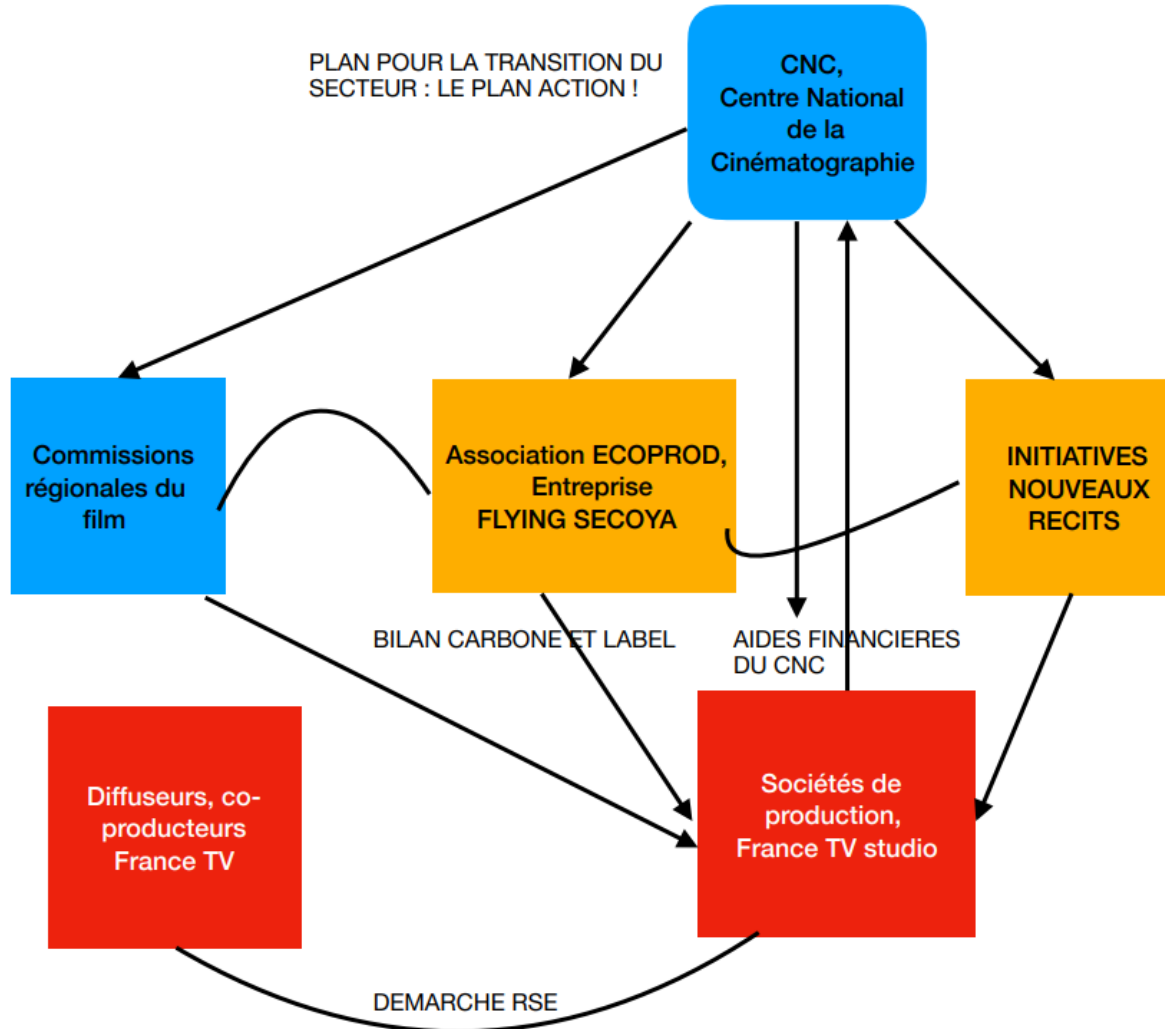 PLAN POUR LA TRANSITION DU
SECTEUR : LE PLAN ACTION !
CNC,
Centre National
de la
Cinématographie
Commissions
régionales du
film
Association ECOPROD,
Entreprise
FLYING SECOYA
INITIATIVES
NOUVEAUX
RECITS
BILAN CARBONE ET LABEL
AIDES FINANCIERES
DU CNC
Diffuseurs, co-
producteurs
France TV
Sociétés de
production,
France TV studio
DEMARCHE RSE